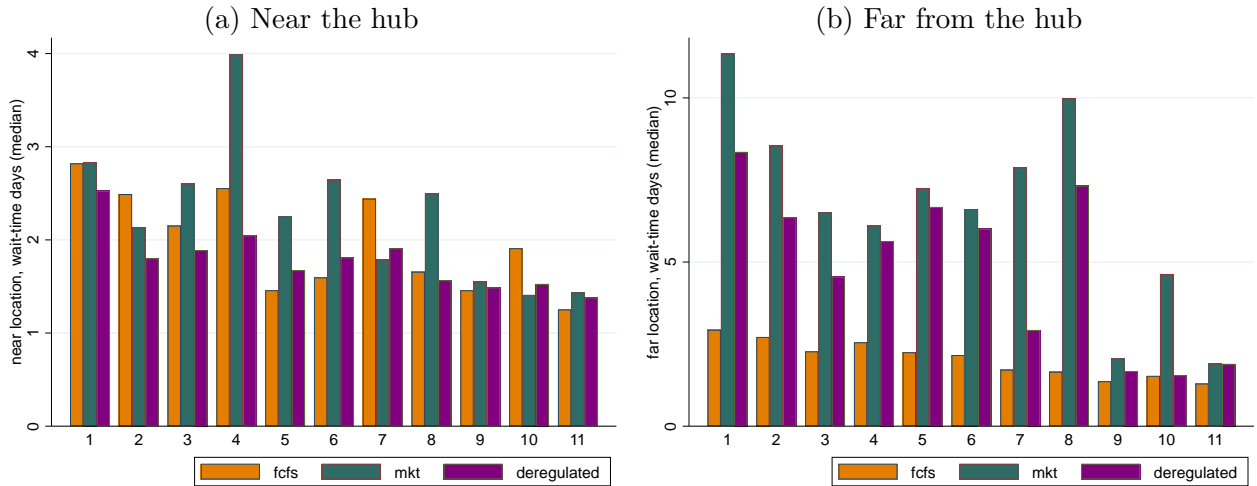 (a) Near the hub
near location, wait-time days (median)
4
3
2
1
0
1 2 3 4 5 6 7 8 9 10 11
fcfs mkt deregulated
(b) Far from the hub
far location, wait-time days (median)
10
5
0
1 2 3 4 5 6 7 8 9 10 11
fcfs mkt deregulated